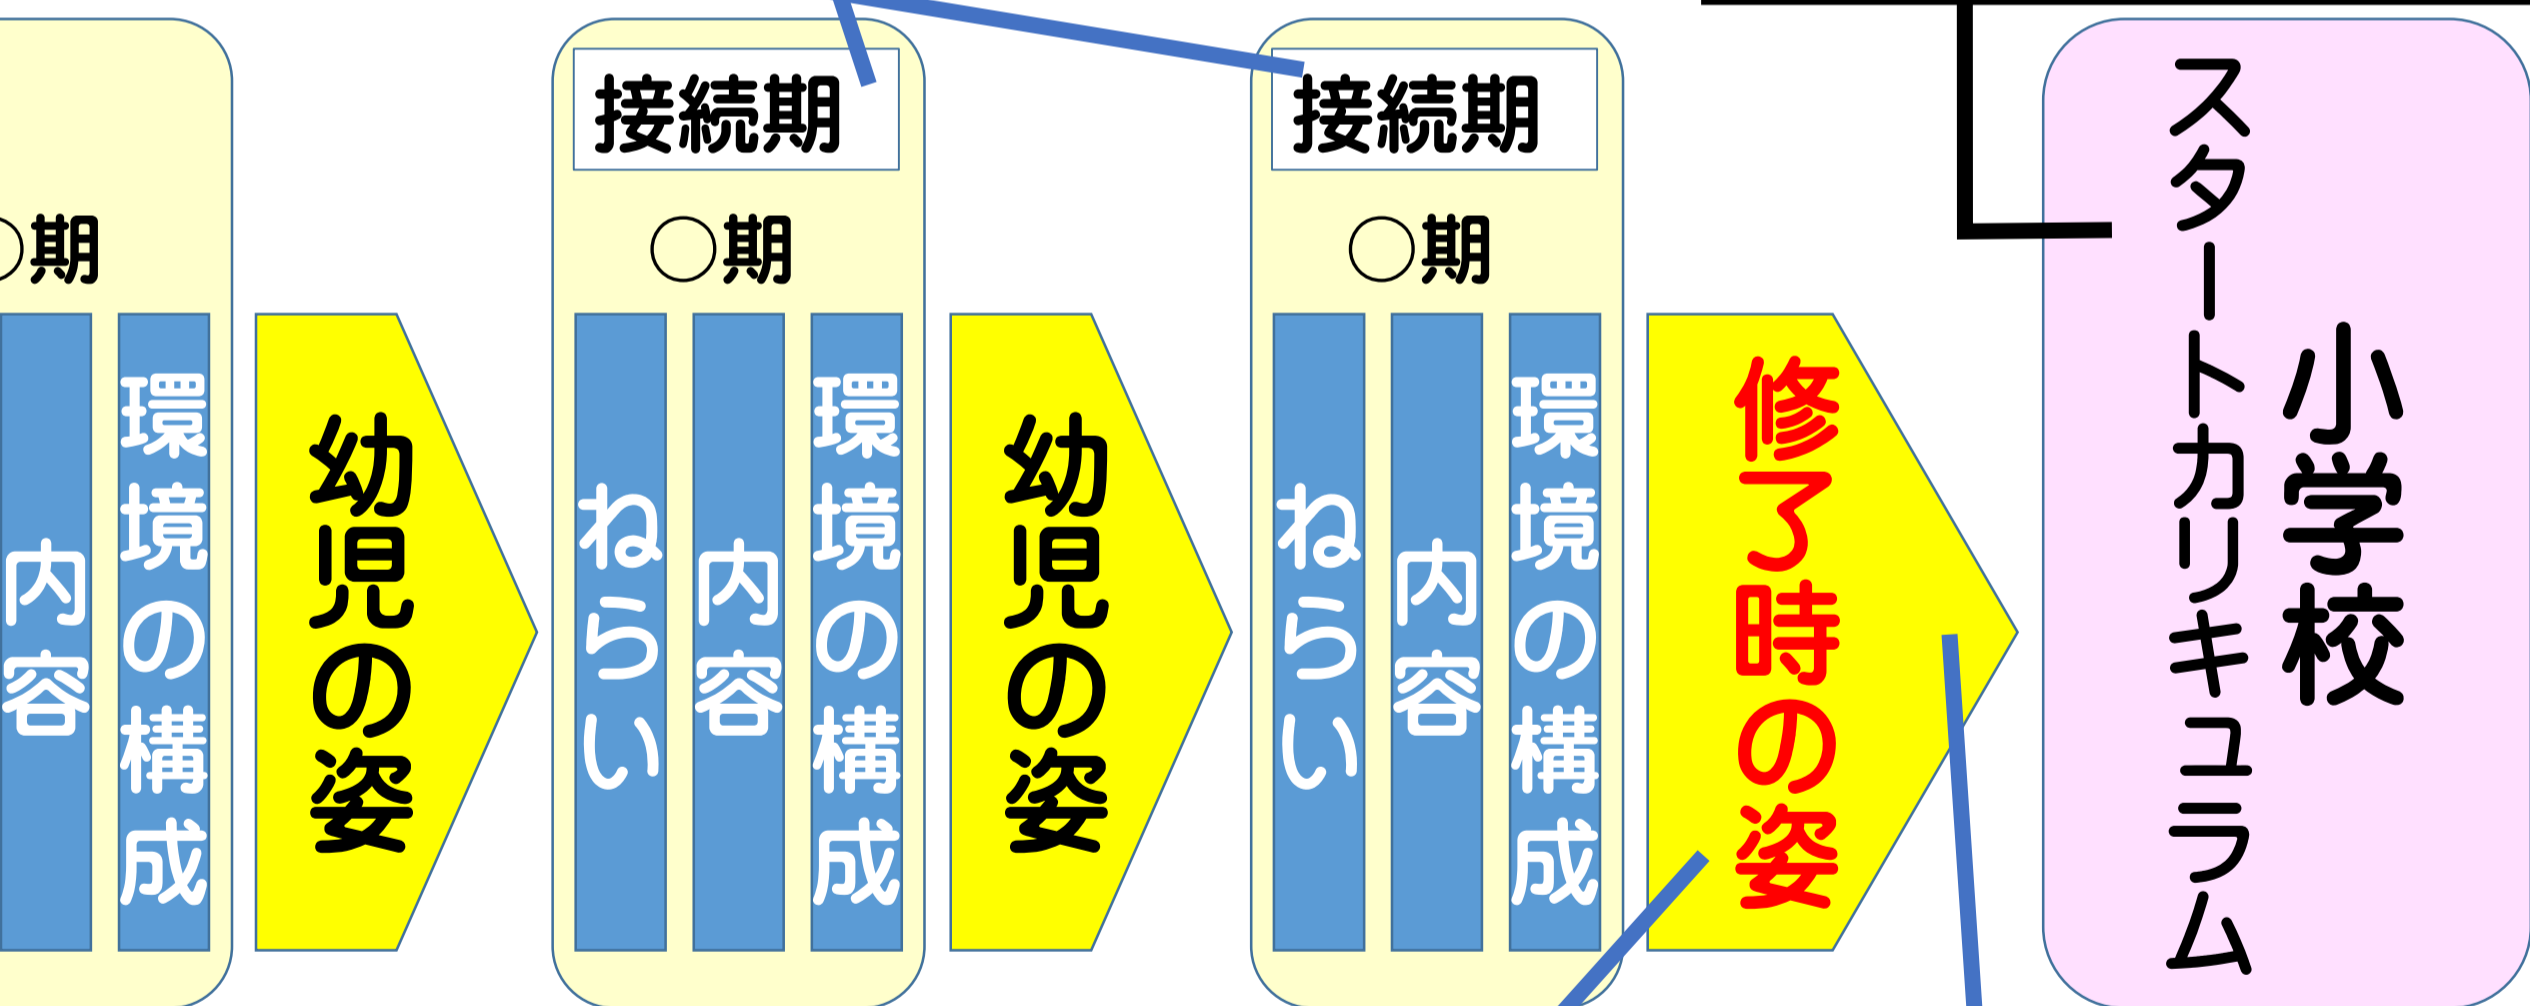 ○期
内容
環境の構成
幼児の姿
接続期
○期
ねらい
内容
環境の構成
幼児の姿
接続期
○期
ねらい
内容
環境の構成
修了時の姿
小学校
スタートカリキュラム